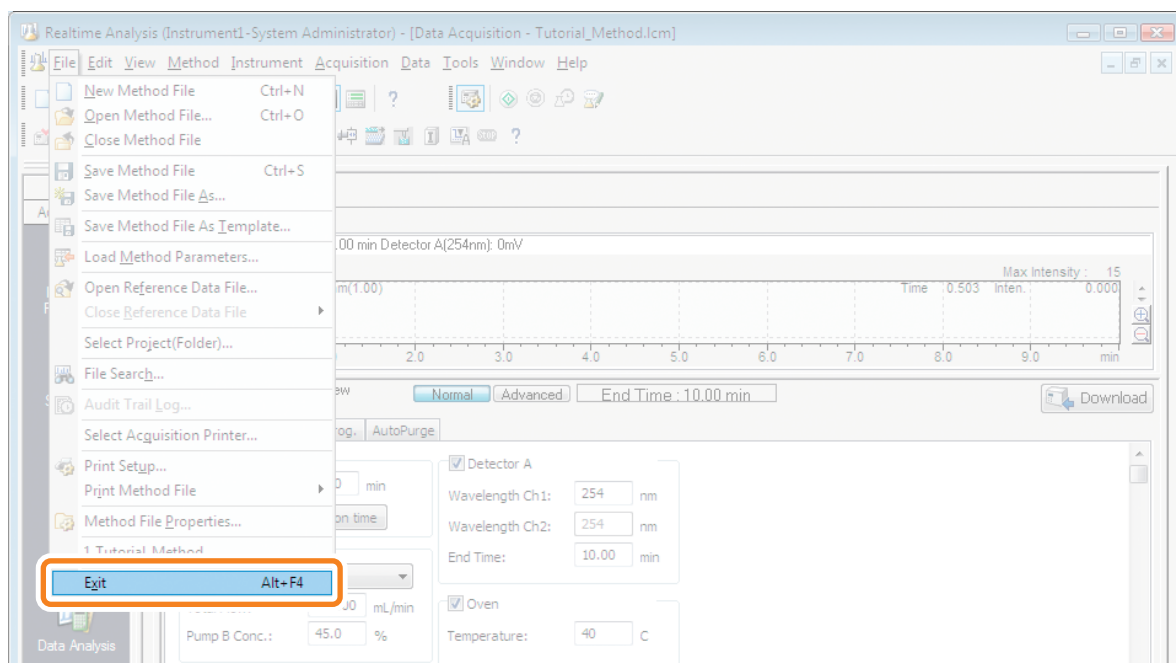 Realtime Analysis (Instrument1-System Administrator) - [Data Acquisition - Tutorial_Method.lcm]
File Edit View Method Instrument Acquisition Data Tools Window Help
New Method File Ctrl+N
Open Method File... Ctrl+O
Close Method File
Save Method File Ctrl+S
Save Method File As...
Save Method File As Template...
Load Method Parameters...
Open Reference Data File...
Close Reference Data File
Select Project(Folder)...
File Search...
Audit Trail Log...
Select Acquisition Printer...
Print Setup...
Print Method File
Method File Properties...
1 Tutorial_Method
Exit Alt+F4
.00 min Detector A(254nm): 0mV
Max Intensity : 15
(1.00) Time 0.503 Inten. 0.000
2.0 3.0 4.0 5.0 6.0 7.0 8.0 9.0 min
Normal Advanced End Time : 10.00 min Download
AutoPurge
min
on time
Detector A
Wavelength Ch1: 254 nm
Wavelength Ch2: 254 nm
End Time: 10.00 min
mL/min
Pump B Conc.: 45.0 %
Oven
Temperature: 40 C
Data Analysis